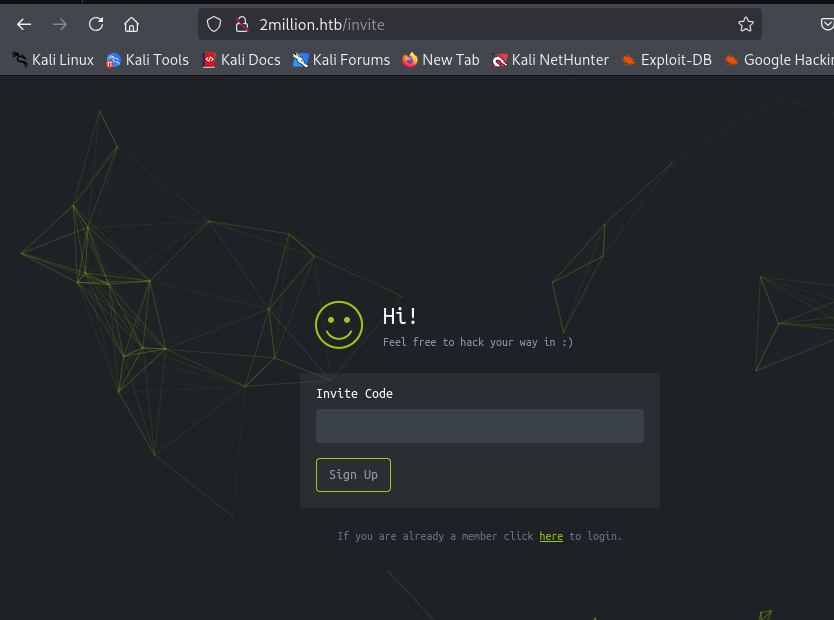 2million.htb/invite
Kali Linux Kali Tools Kali Docs Kali Forums New Tab Kali NetHunter Exploit-DB Google Hackin
Hi!
Feel free to hack your way in :)
Invite Code
Sign Up
If you are already a member click here to login.